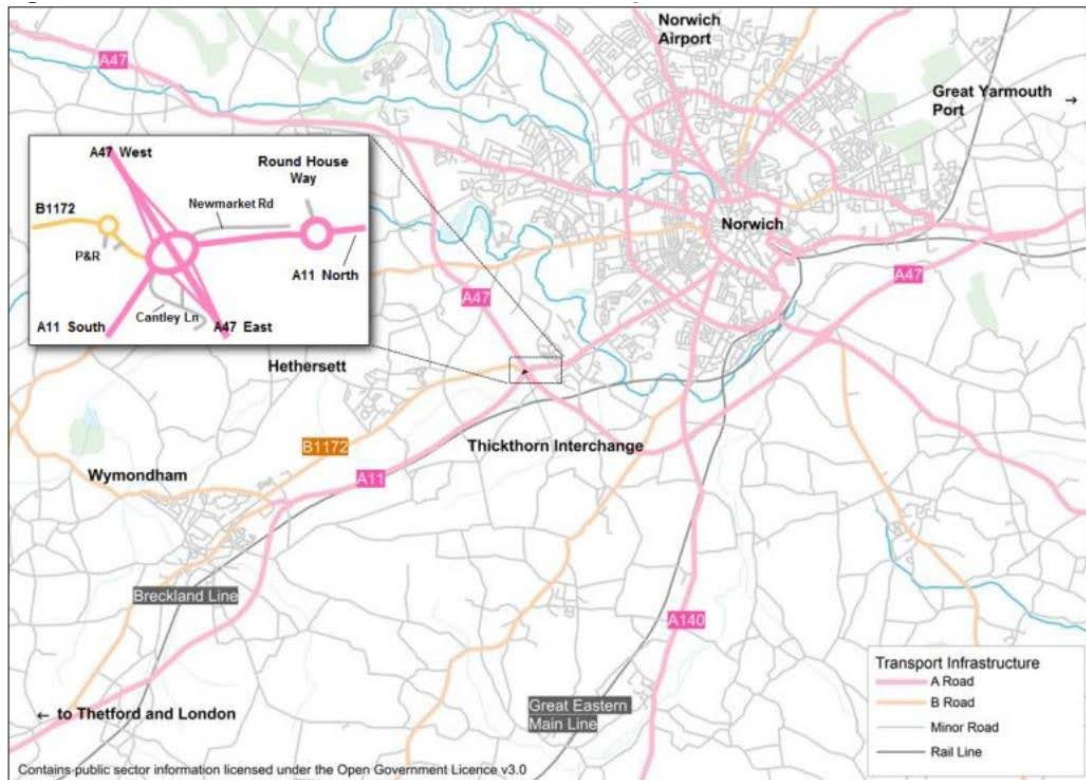 Norwich
Airport
A47
Great Yarmouth
Port →
A47 West
Round House
Way
Newmarket Rd
B1172
P&R
A11 North
Cantley Ln
A11 South
A47 East
Norwich
A47
A47
Hethersett
Thickthorn Interchange
B1172
Wymondham
A11
Breckland Line
A140
Great Eastern
Main Line
← to Thetford and London
Transport Infrastructure
A Road
B Road
Minor Road
Rail Line
Contains public sector information licensed under the Open Government Licence v3.0